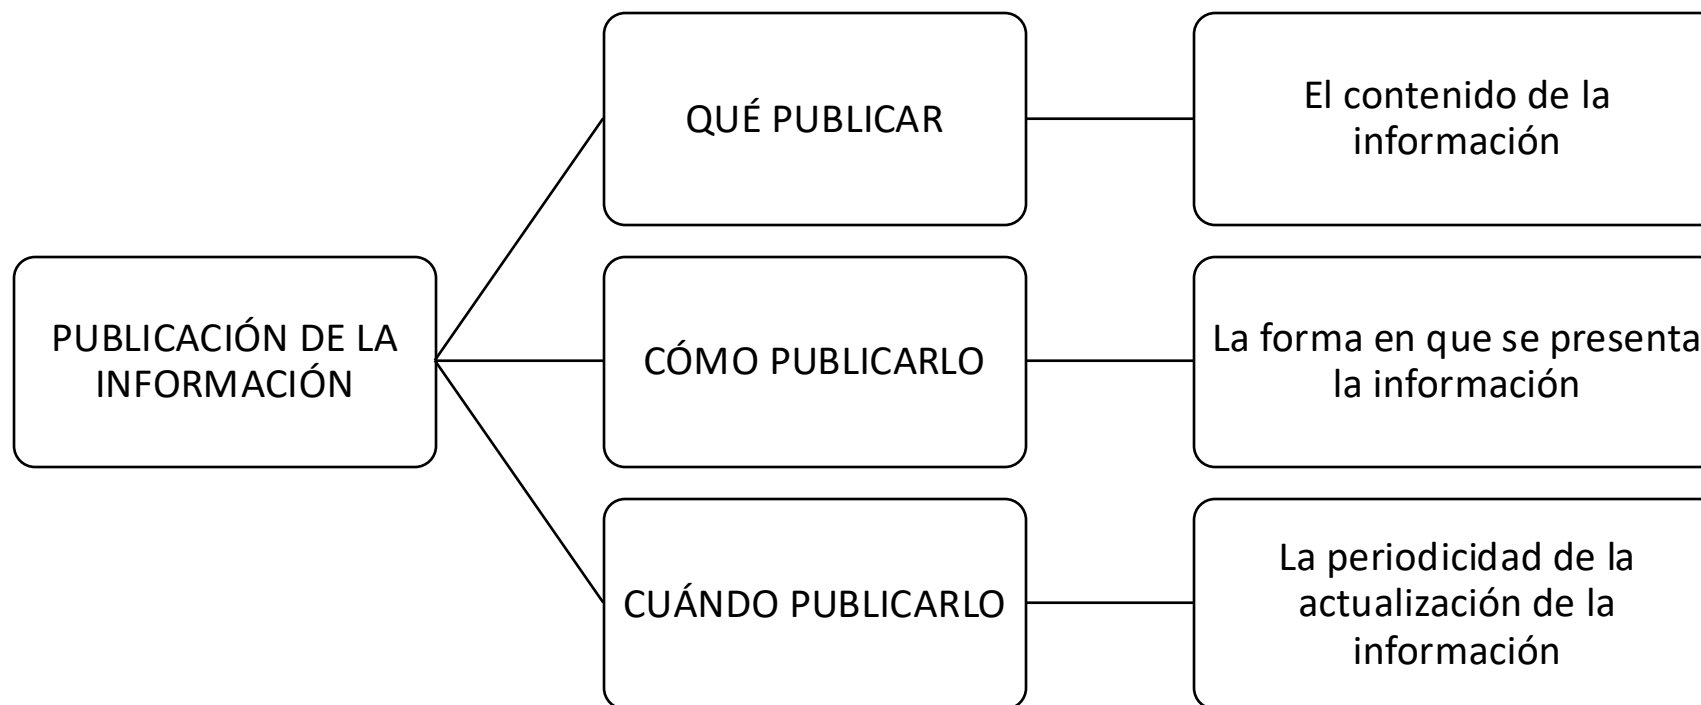 QUÉ PUBLICAR
El contenido de la
información
PUBLICACIÓN DE LA
INFORMACIÓN
CÓMO PUBLICARLO
La forma en que se presenta
la información
CUÁNDO PUBLICARLO
La periodicidad de la
actualización de la
información